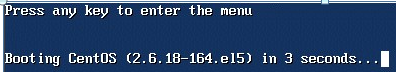 Press any key to enter the menu
Booting CentOS (2.6.18-164.el5) in 3 seconds...